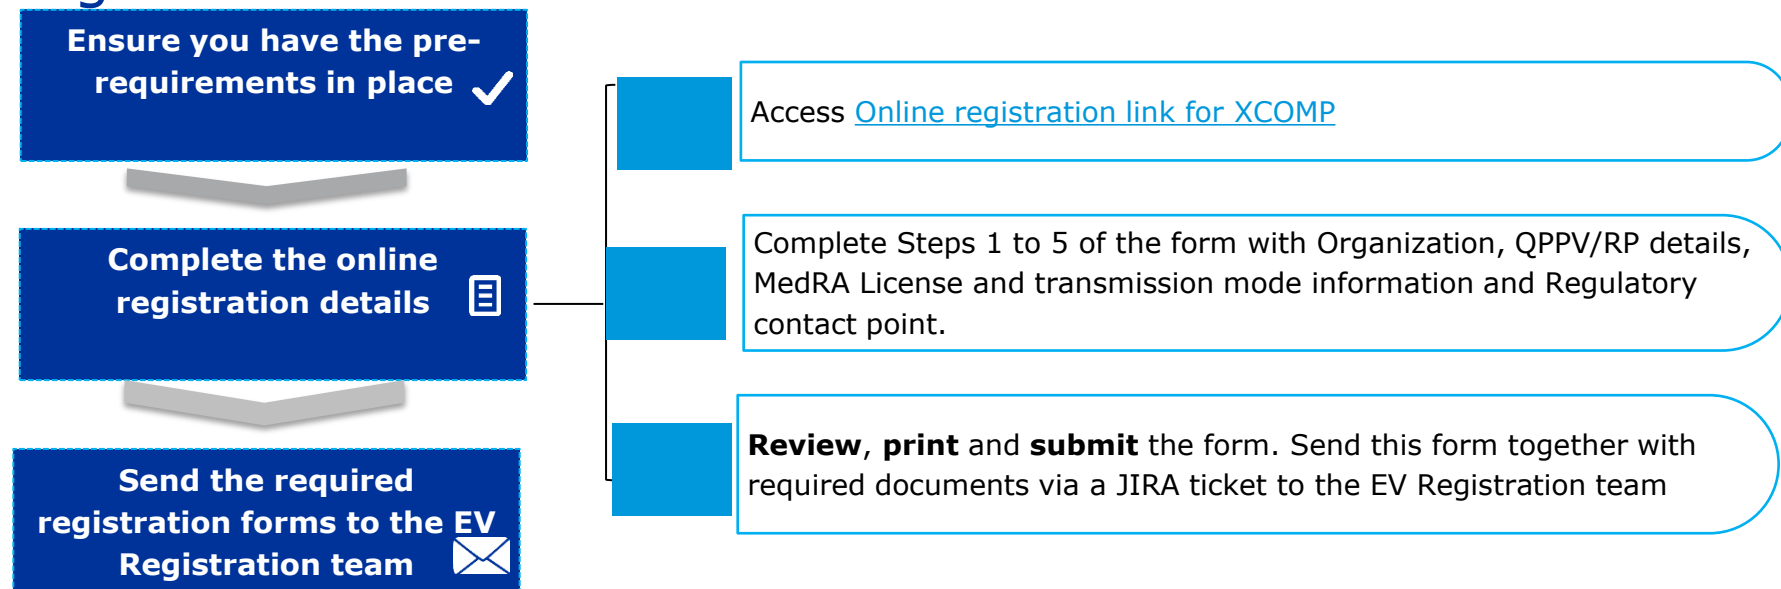 Ensure you have the pre-
requirements in place
Complete the online
registration details
Send the required
registration forms to the EV
Registration team
Access Online registration link for XCOMP
Complete Steps 1 to 5 of the form with Organization, QPPV/RP details,
MedRA License and transmission mode information and Regulatory
contact point.
Review, print and submit the form. Send this form together with
required documents via a JIRA ticket to the EV Registration team